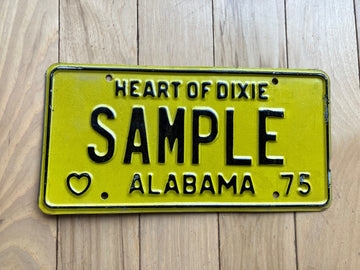 HEART OF DIXIE
SAMPLE
♡ ALABAMA .75